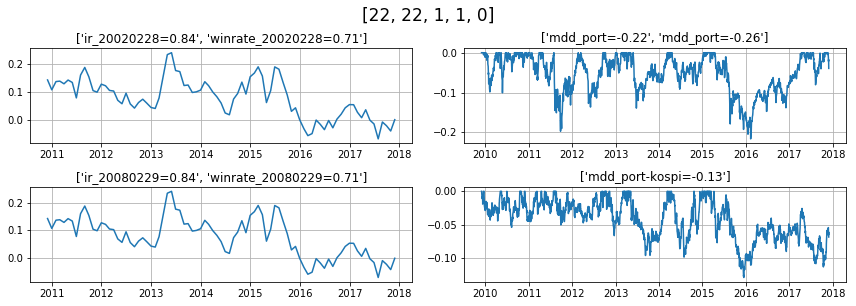 [22, 22, 1, 1, 0]
['ir_20020228=0.84', 'winrate_20020228=0.71']
0.2
0.1
0.0
2011 2012 2013 2014 2015 2016 2017 2018
['mdd_port=-0.22', 'mdd_port=-0.26']
0.0
−0.1
−0.2
2010 2011 2012 2013 2014 2015 2016 2017 2018
['ir_20080229=0.84', 'winrate_20080229=0.71']
0.2
0.1
0.0
2011 2012 2013 2014 2015 2016 2017 2018
['mdd_port-kospi=-0.13']
0.00
−0.05
−0.10
2010 2011 2012 2013 2014 2015 2016 2017 2018